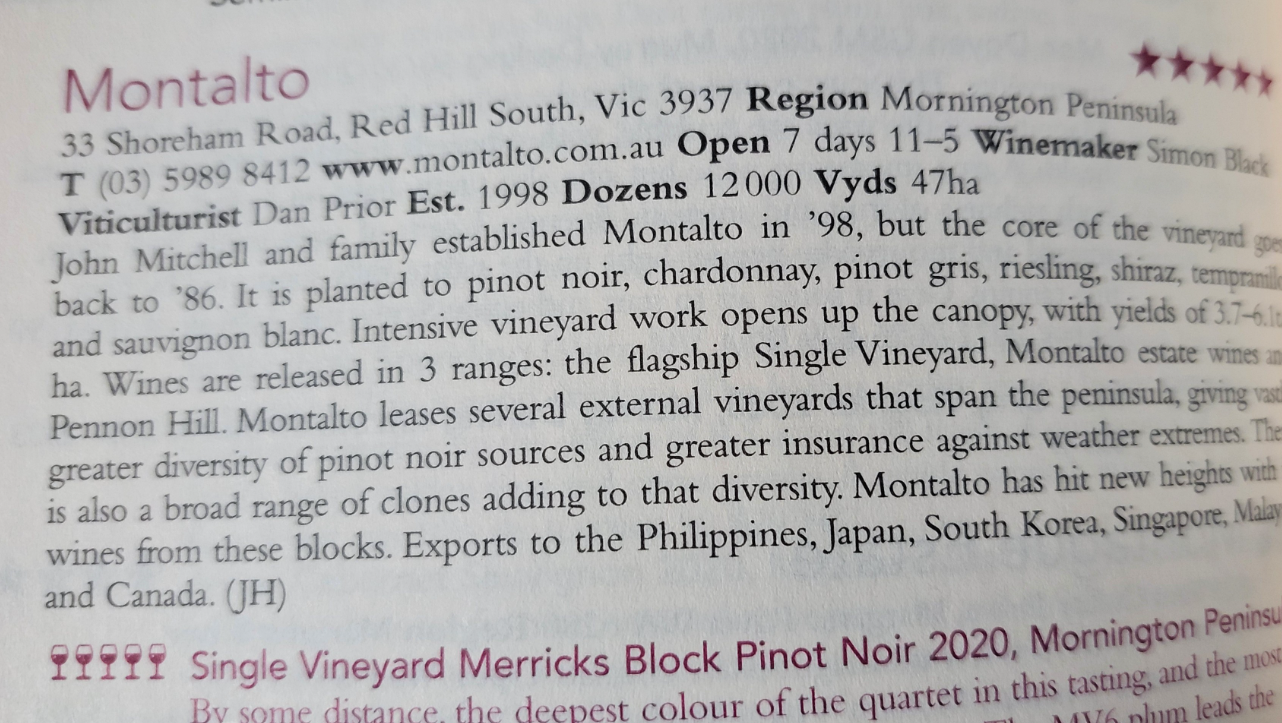 Montalto ★★★★★
33 Shoreham Road, Red Hill South, Vic 3937 Region Mornington Peninsula
T (03) 5989 8412 www.montalto.com.au Open 7 days 11–5 Winemaker Simon Black
Viticulturist Dan Prior Est. 1998 Dozens 12 000 Vyds 47ha
John Mitchell and family established Montalto in ’98, but the core of the vineyard
back to ’86. It is planted to pinot noir, chardonnay, pinot gris, riesling, shiraz,
and sauvignon blanc. Intensive vineyard work opens up the canopy, with yields of 3.7–6.1t
ha. Wines are released in 3 ranges: the flagship Single Vineyard, Montalto estate wines
Pennon Hill. Montalto leases several external vineyards that span the peninsula, giving
greater diversity of pinot noir sources and greater insurance against weather extremes.
is also a broad range of clones adding to that diversity. Montalto has hit new heights with
wines from these blocks. Exports to the Philippines, Japan, South Korea, Singapore,
and Canada. (JH)
Single Vineyard Merricks Block Pinot Noir 2020, Mornington
By some distance, the deepest colour of the quartet in this tasting, and the most
MV6 plum leads the